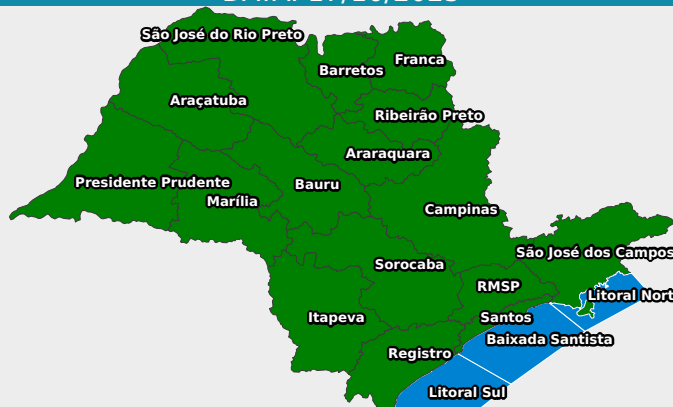 São José do Rio Preto
Franca
Barretos
Araçatuba
Ribeirão Preto
Araraquara
Presidente Prudente
Bauru
Marília
Campinas
São José dos Campos
Sorocaba
RMSP
Litoral Nort
Itapeva
Santos
Baixada Santista
Registro
Litoral Sul